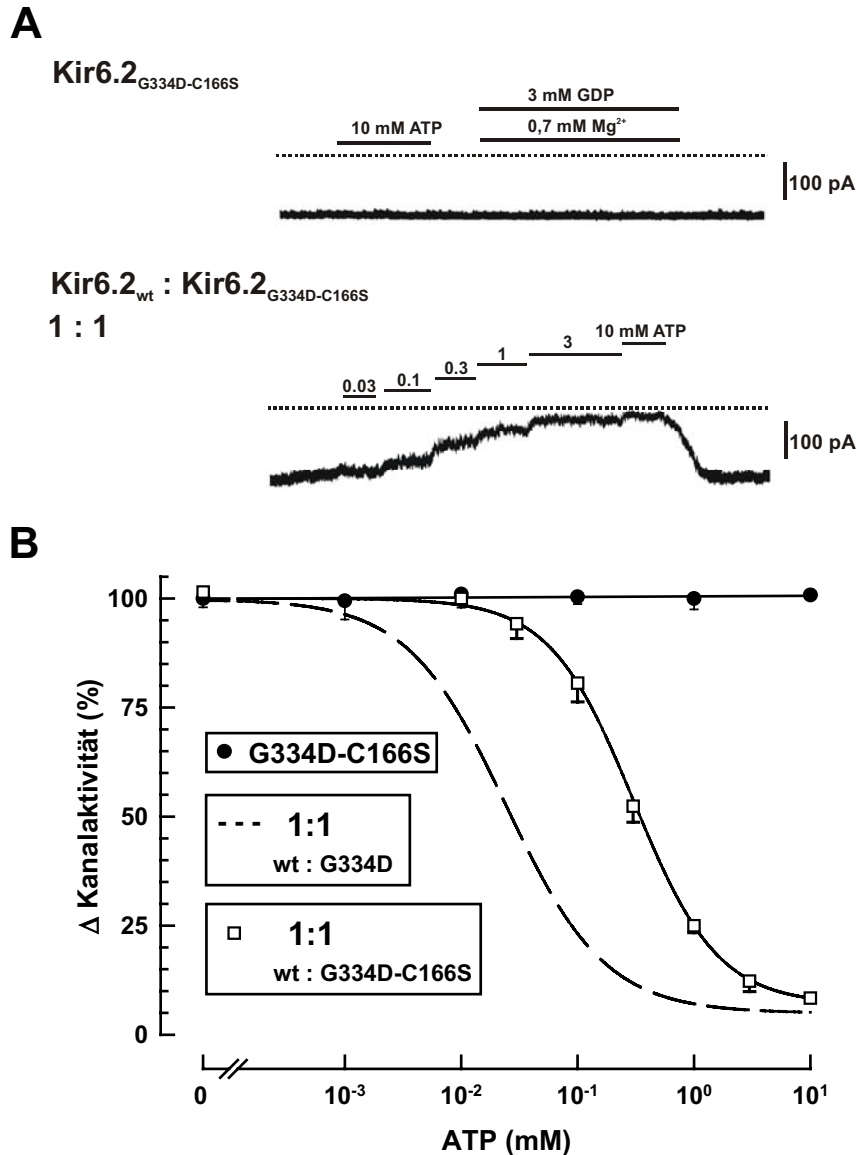 A
Kir6.2G334D-C166S
3 mM GDP
10 mM ATP
0,7 mM Mg2+
100 pA
Kir6.2wt : Kir6.2G334D-C166S
1 : 1
10 mM ATP
3
1
0.3
0.1
0.03
100 pA
B
100
75
50
25
0
Δ Kanalaktivität (%)
G334D-C166S
1:1
wt : G334D
1:1
wt : G334D-C166S
0 10-3 10-2 10-1 100 101
ATP (mM)